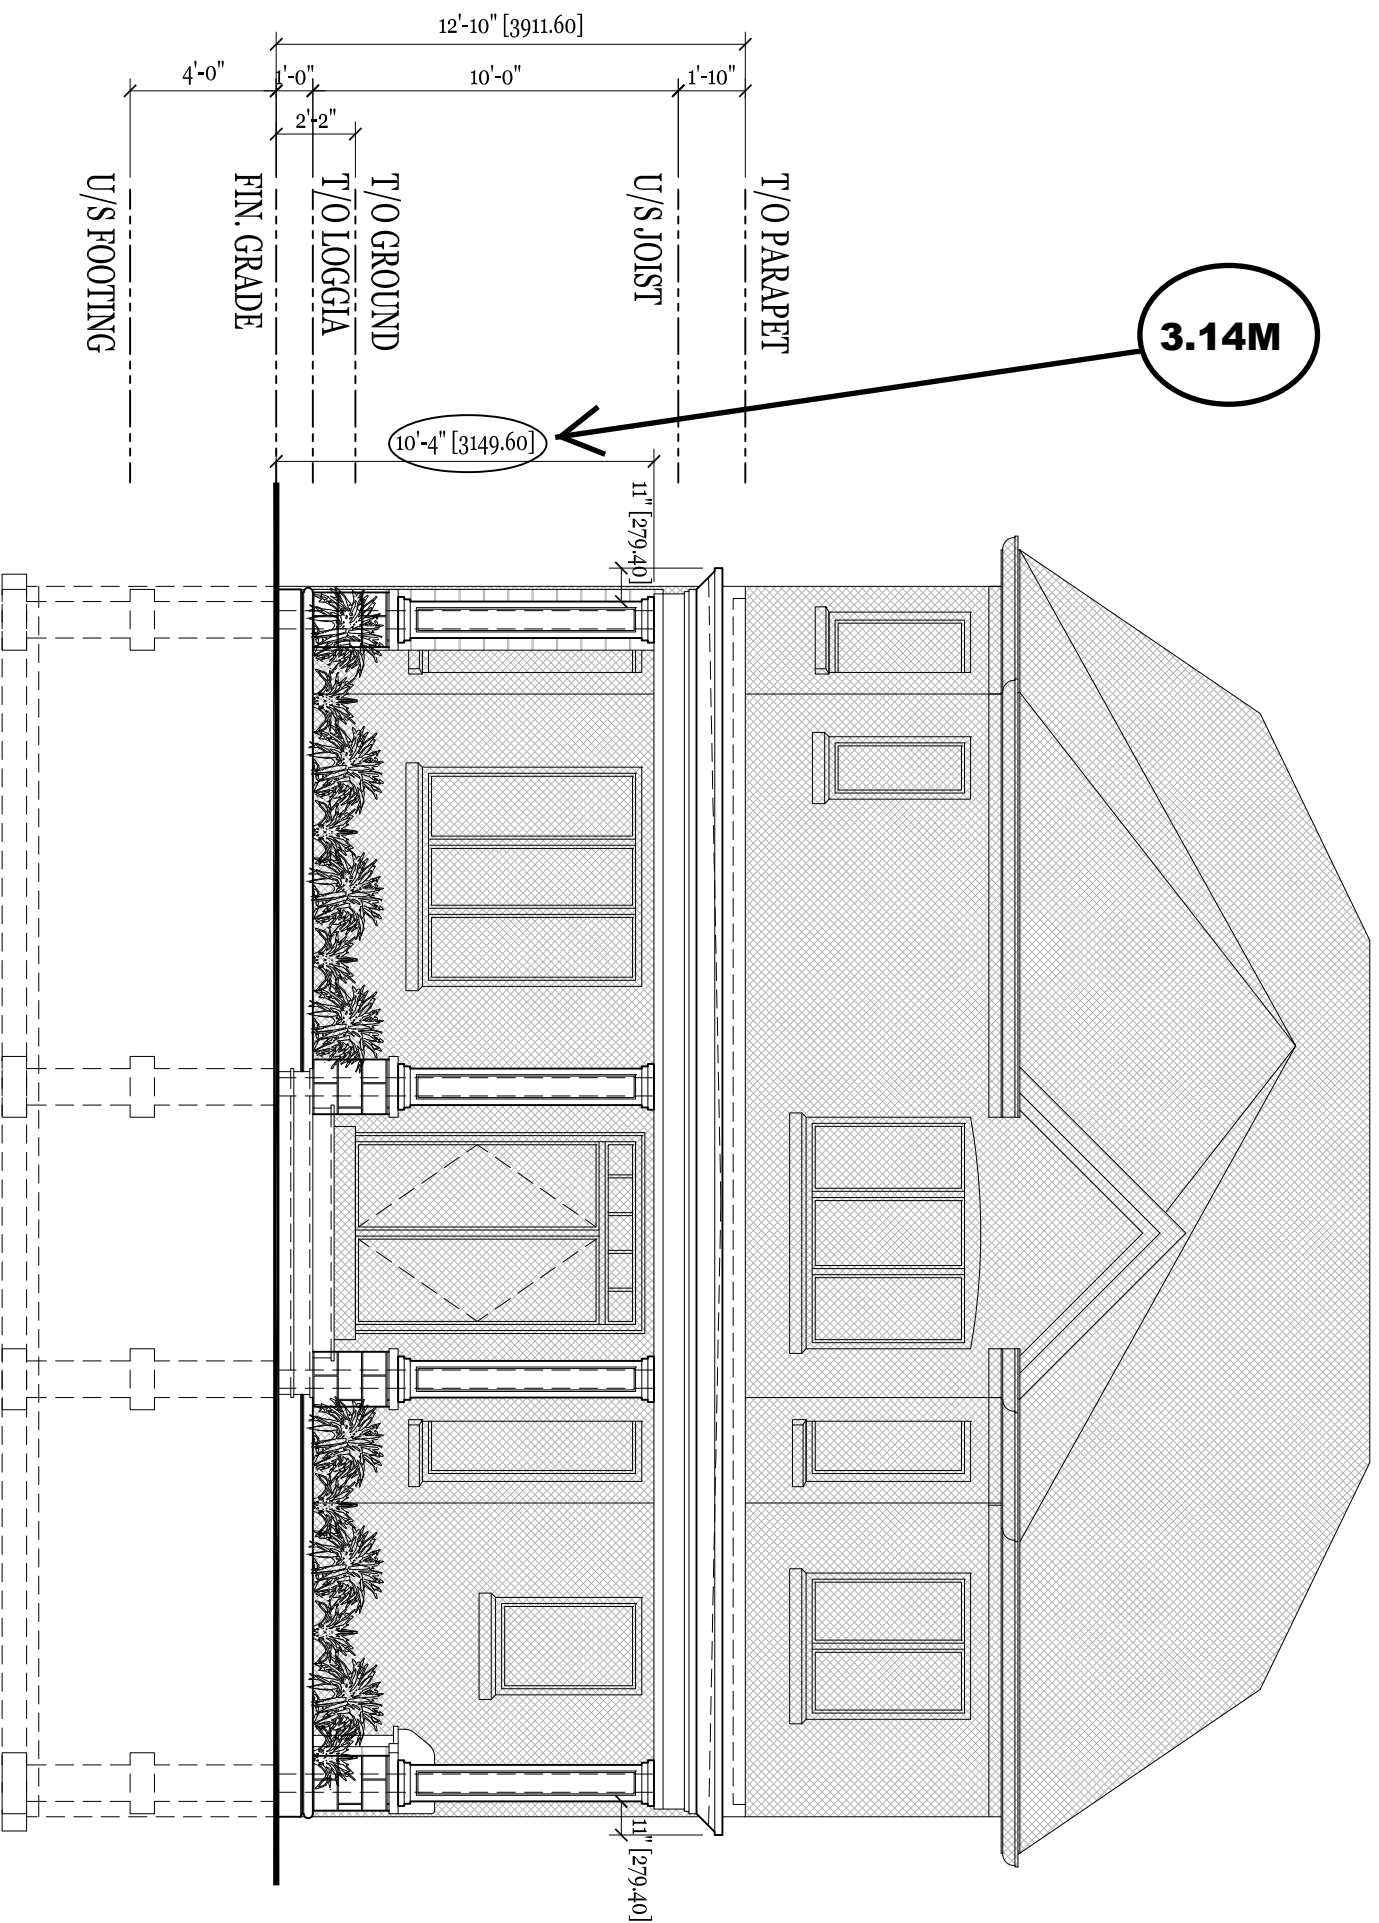 12'-10" [3911.60]
4'-0"
1'-0"
10'-0"
1'-10"
2'-2"
U/S FOOTING
FIN. GRADE
T/O LOGGIA
T/O GROUND
U/S JOIST
T/O PARAPET
3.14M
10'-4" [3149.60]
11" [279.40]
11" [279.40]